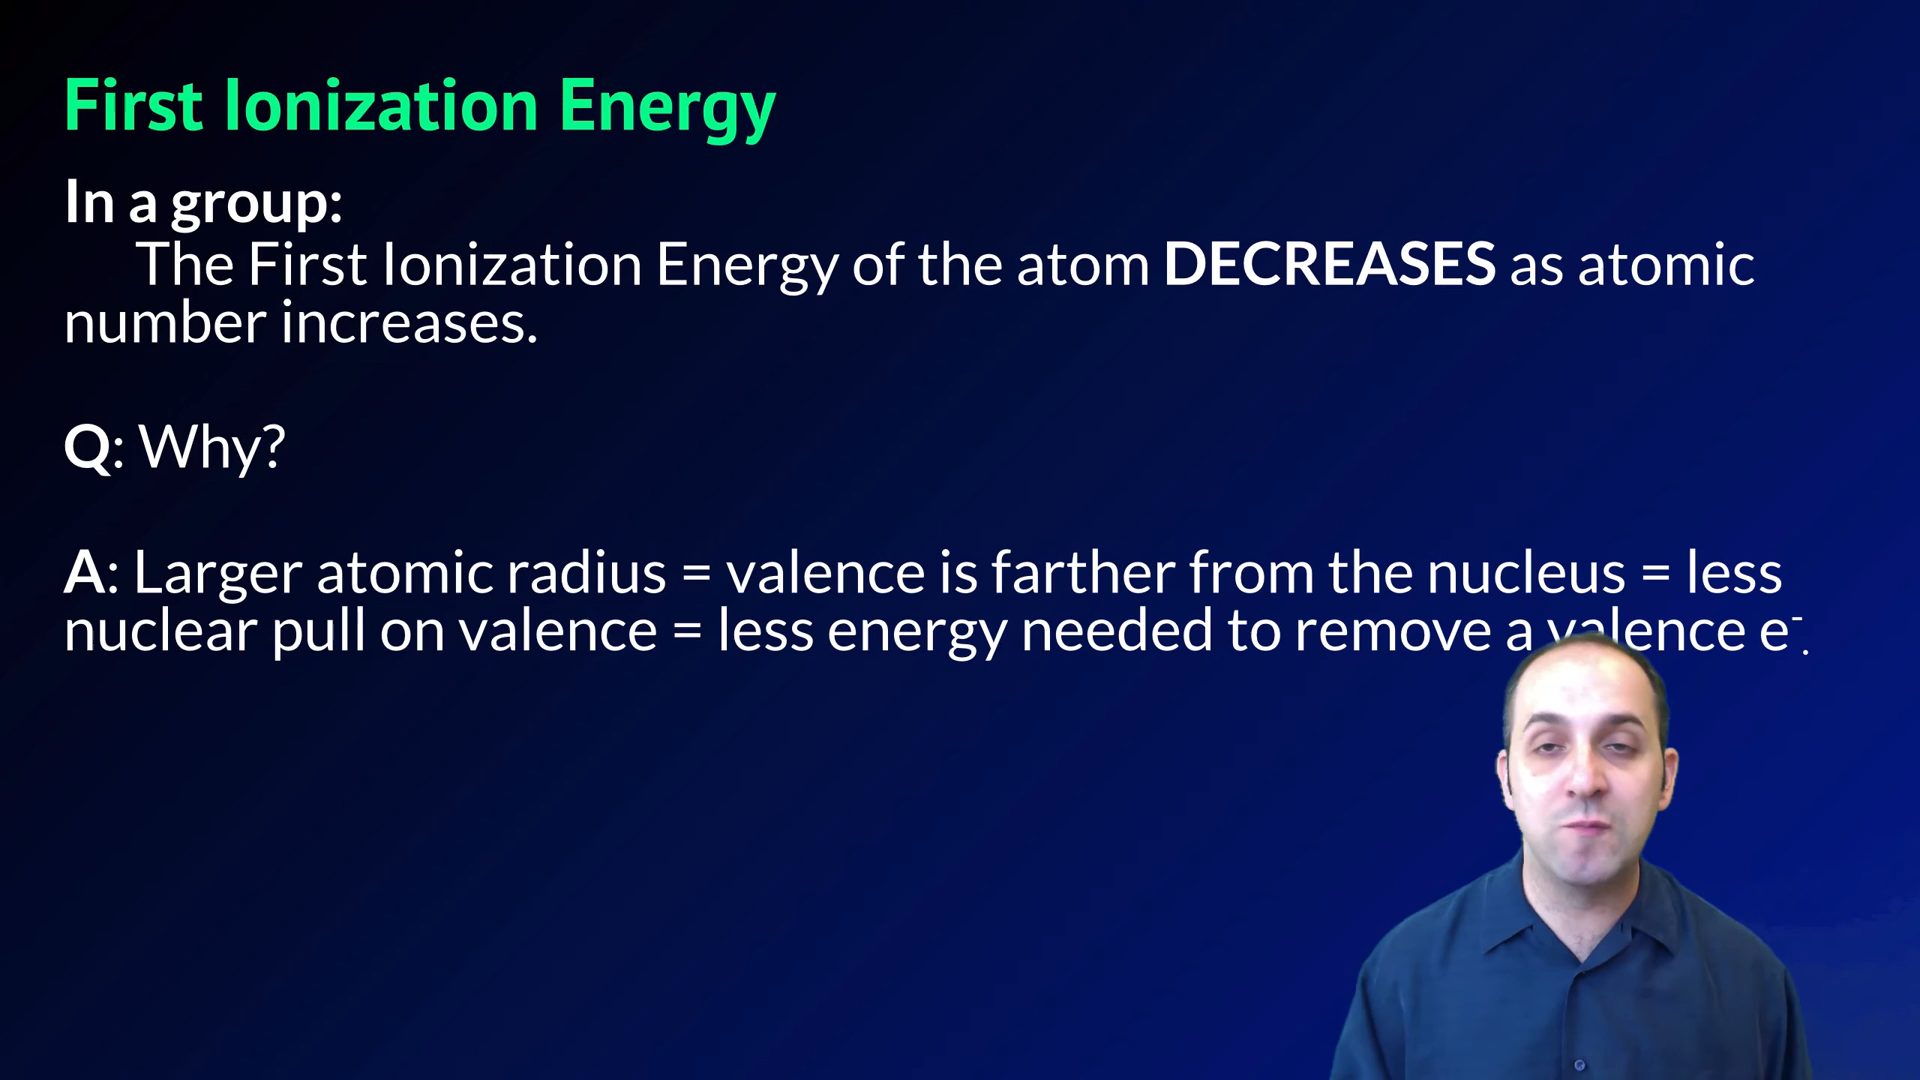 First Ionization Energy
In a group:
The First Ionization Energy of the atom DECREASES as atomic
number increases.
Q: Why?
A: Larger atomic radius = valence is farther from the nucleus = less
nuclear pull on valence = less energy needed to remove a valence e⁻.